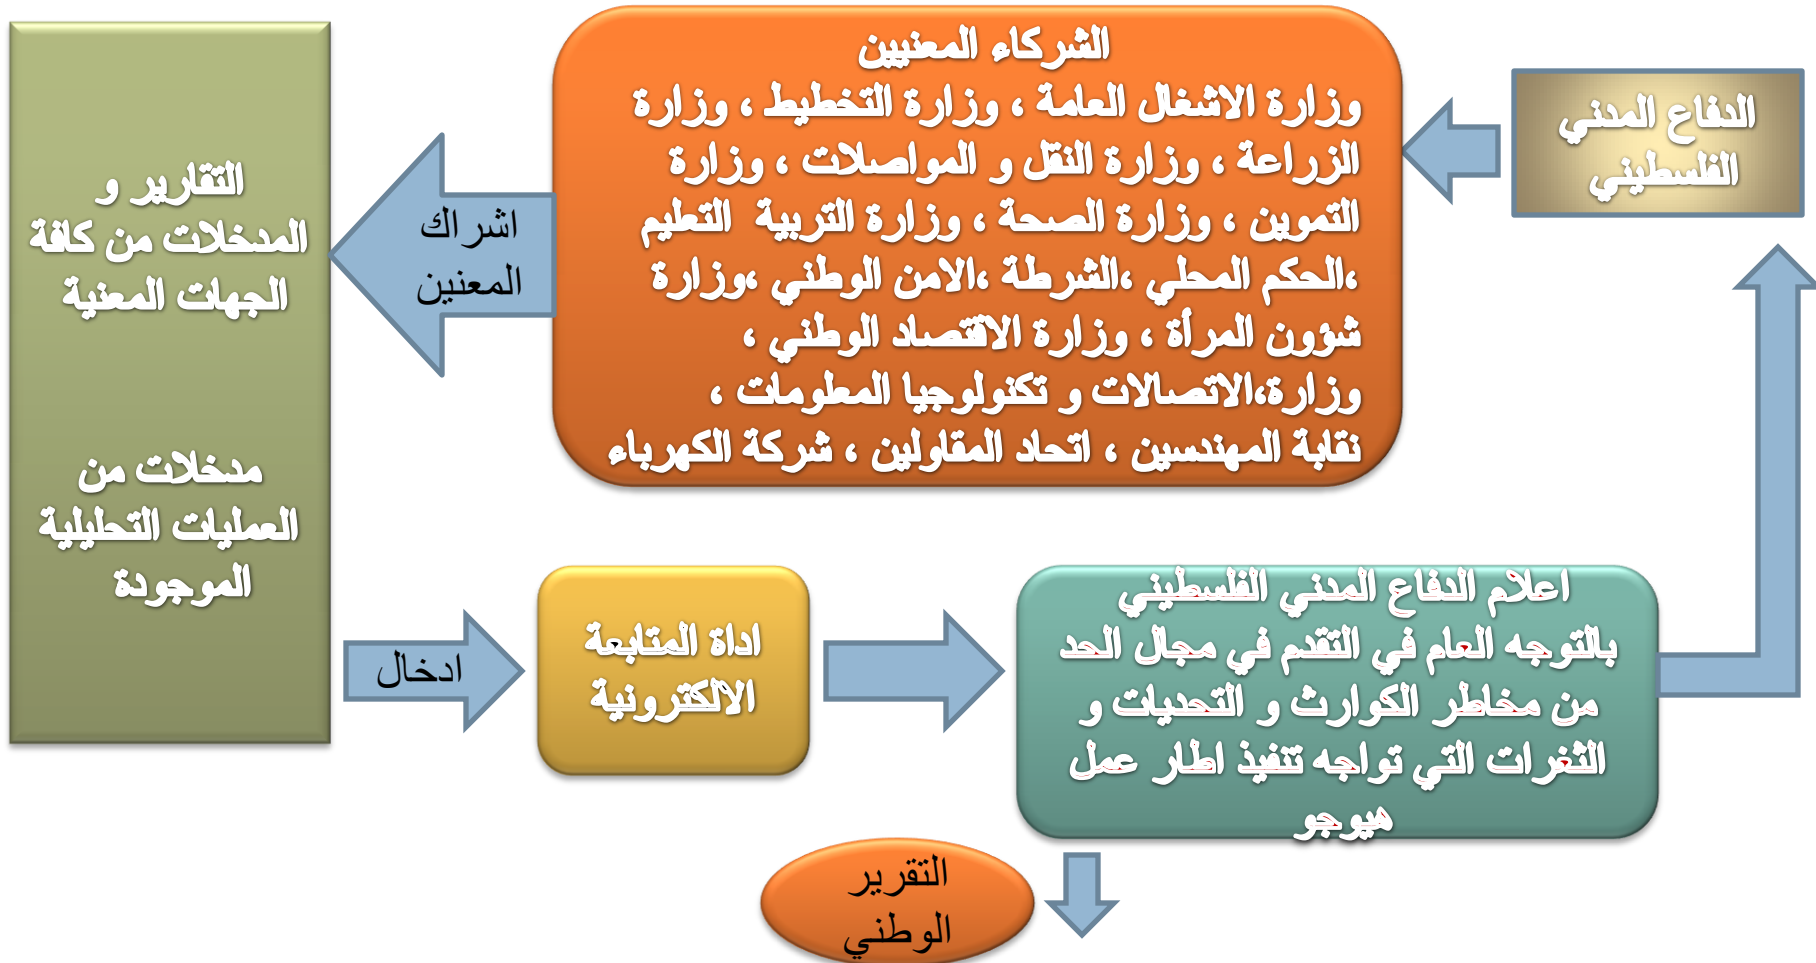 الدفاع المدني
الفلسطيني
الشركاء المعنيين
وزارة الاشغال العامة ، وزارة التخطيط ، وزارة
الزراعة ، وزارة النقل و المواصلات ، وزارة
التموين ، وزارة الصحة ، وزارة التربية التعليم
،الحكم المحلي ،الشرطة ،الامن الوطني ،وزارة
شؤون المرأة ، وزارة الاقتصاد الوطني ،
وزارة،الاتصالات و تكنولوجيا المعلومات ،
نقابة المهندسين ، اتحاد المقاولين ، شركة الكهرباء
اشراك
المعنين
التقارير و
المدخلات من كافة
الجهات المعنية
مدخلات من
العمليات التحليلية
الموجودة
ادخال
اداة المتابعة
الالكترونية
اعلام الدفاع المدني الفلسطيني
بالتوجه العام في التقدم في مجال الحد
من مخاطر الكوارث و التحديات و
الثغرات التي تواجه تنفيذ اطار عمل
هيوجو
التقرير
الوطني